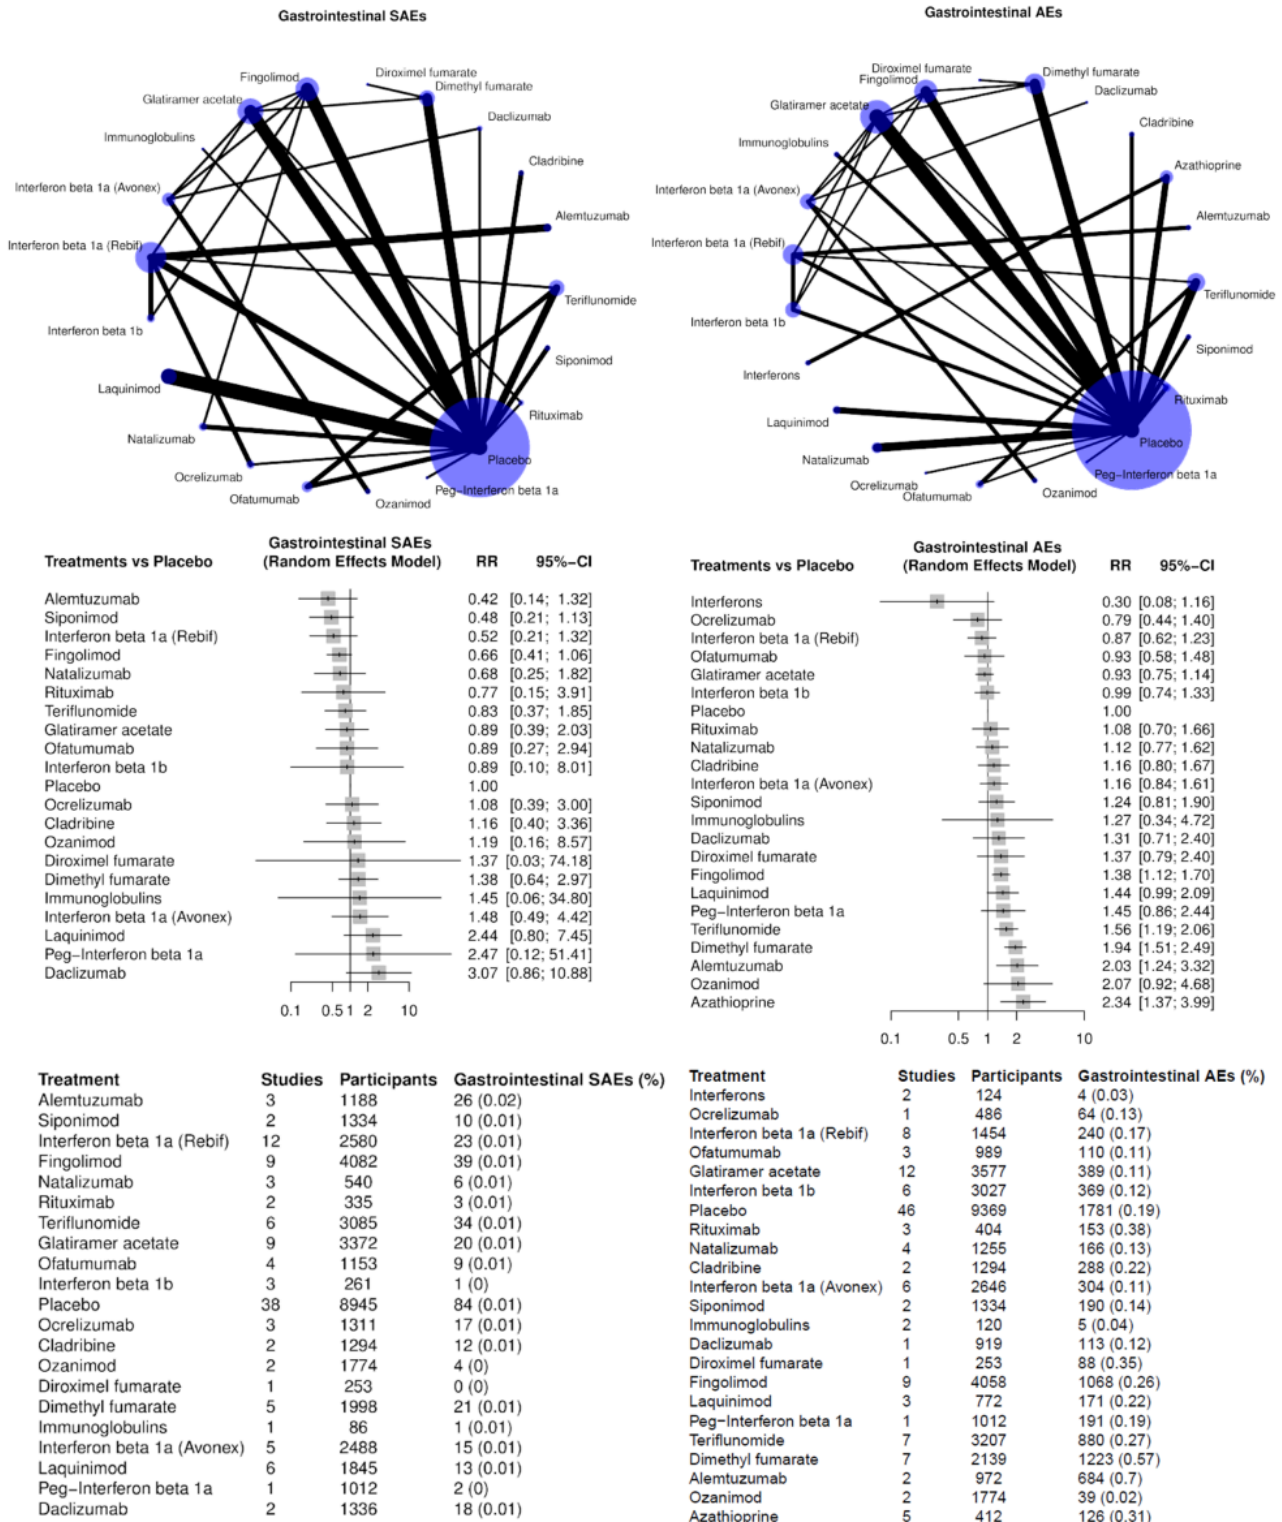 Gastrointestinal SAEs
Fingolimod
Diroximel fumarate
Dimethyl fumarate
Glatiramer acetate
Daclizumab
Immunoglobulins
Cladribine
Interferon beta 1a (Avonex)
Alemtuzumab
Interferon beta 1a (Rebif)
Teriflunomide
Interferon beta 1b
Siponimod
Laquinimod
Rituximab
Natalizumab
Placebo
Ocrelizumab
Peg-Interferon beta 1a
Ofatumumab
Ozanimod
Gastrointestinal AEs
Diroximel fumarate
Fingolimod
Dimethyl fumarate
Daclizumab
Glatiramer acetate
Cladribine
Immunoglobulins
Azathioprine
Interferon beta 1a (Avonex)
Alemtuzumab
Interferon beta 1a (Rebif)
Teriflunomide
Interferon beta 1b
Siponimod
Interferons
Rituximab
Laquinimod
Placebo
Natalizumab
Peg-Interferon beta 1a
Ocrelizumab
Ofatumumab
Ozanimod
Gastrointestinal SAEs
Treatments vs Placebo (Random Effects Model) RR 95%-CI
Alemtuzumab 0.42 [0.14; 1.32]
Siponimod 0.48 [0.21; 1.13]
Interferon beta 1a (Rebif) 0.52 [0.21; 1.32]
Fingolimod 0.66 [0.41; 1.06]
Natalizumab 0.68 [0.25; 1.82]
Rituximab 0.77 [0.15; 3.91]
Teriflunomide 0.83 [0.37; 1.85]
Glatiramer acetate 0.89 [0.39; 2.03]
Ofatumumab 0.89 [0.27; 2.94]
Interferon beta 1b 0.89 [0.10; 8.01]
Placebo 1.00
Ocrelizumab 1.08 [0.39; 3.00]
Cladribine 1.16 [0.40; 3.36]
Ozanimod 1.19 [0.16; 8.57]
Diroximel fumarate 1.37 [0.03; 74.18]
Dimethyl fumarate 1.38 [0.64; 2.97]
Immunoglobulins 1.45 [0.06; 34.80]
Interferon beta 1a (Avonex) 1.48 [0.49; 4.42]
Laquinimod 2.44 [0.80; 7.45]
Peg-Interferon beta 1a 2.47 [0.12; 51.41]
Daclizumab 3.07 [0.86; 10.88]
0.1 0.5 1 2 10
Gastrointestinal AEs
Treatments vs Placebo (Random Effects Model) RR 95%-CI
Interferons 0.30 [0.08; 1.16]
Ocrelizumab 0.79 [0.44; 1.40]
Interferon beta 1a (Rebif) 0.87 [0.62; 1.23]
Ofatumumab 0.93 [0.58; 1.48]
Glatiramer acetate 0.93 [0.75; 1.14]
Interferon beta 1b 0.99 [0.74; 1.33]
Placebo 1.00
Rituximab 1.08 [0.70; 1.66]
Natalizumab 1.12 [0.77; 1.62]
Cladribine 1.16 [0.80; 1.67]
Interferon beta 1a (Avonex) 1.16 [0.84; 1.61]
Siponimod 1.24 [0.81; 1.90]
Immunoglobulins 1.27 [0.34; 4.72]
Daclizumab 1.31 [0.71; 2.40]
Diroximel fumarate 1.37 [0.79; 2.40]
Fingolimod 1.38 [1.12; 1.70]
Laquinimod 1.44 [0.99; 2.09]
Peg-Interferon beta 1a 1.45 [0.86; 2.44]
Teriflunomide 1.56 [1.19; 2.06]
Dimethyl fumarate 1.94 [1.51; 2.49]
Alemtuzumab 2.03 [1.24; 3.32]
Ozanimod 2.07 [0.92; 4.68]
Azathioprine 2.34 [1.37; 3.99]
0.1 0.5 1 2 10
Treatment Studies Participants Gastrointestinal SAEs (%)
Alemtuzumab 3 1188 26 (0.02)
Siponimod 2 1334 10 (0.01)
Interferon beta 1a (Rebif) 12 2580 23 (0.01)
Fingolimod 9 4082 39 (0.01)
Natalizumab 3 540 6 (0.01)
Rituximab 2 335 3 (0.01)
Teriflunomide 6 3085 34 (0.01)
Glatiramer acetate 9 3372 20 (0.01)
Ofatumumab 4 1153 9 (0.01)
Interferon beta 1b 3 261 1 (0)
Placebo 38 8945 84 (0.01)
Ocrelizumab 3 1311 17 (0.01)
Cladribine 2 1294 12 (0.01)
Ozanimod 2 1774 4 (0)
Diroximel fumarate 1 253 0 (0)
Dimethyl fumarate 5 1998 21 (0.01)
Immunoglobulins 1 86 1 (0.01)
Interferon beta 1a (Avonex) 5 2488 15 (0.01)
Laquinimod 6 1845 13 (0.01)
Peg-Interferon beta 1a 1 1012 2 (0)
Daclizumab 2 1336 18 (0.01)
Treatment Studies Participants Gastrointestinal AEs (%)
Interferons 2 124 4 (0.03)
Ocrelizumab 1 486 64 (0.13)
Interferon beta 1a (Rebif) 8 1454 240 (0.17)
Ofatumumab 3 989 110 (0.11)
Glatiramer acetate 12 3577 389 (0.11)
Interferon beta 1b 6 3027 369 (0.12)
Placebo 46 9369 1781 (0.19)
Rituximab 3 404 153 (0.38)
Natalizumab 4 1255 166 (0.13)
Cladribine 2 1294 288 (0.22)
Interferon beta 1a (Avonex) 6 2646 304 (0.11)
Siponimod 2 1334 190 (0.14)
Immunoglobulins 2 120 5 (0.04)
Daclizumab 1 919 113 (0.12)
Diroximel fumarate 1 253 88 (0.35)
Fingolimod 9 4058 1068 (0.26)
Laquinimod 3 772 171 (0.22)
Peg-Interferon beta 1a 1 1012 191 (0.19)
Teriflunomide 7 3207 880 (0.27)
Dimethyl fumarate 7 2139 1223 (0.57)
Alemtuzumab 2 972 684 (0.7)
Ozanimod 2 1774 39 (0.02)
Azathioprine 5 412 126 (0.31)